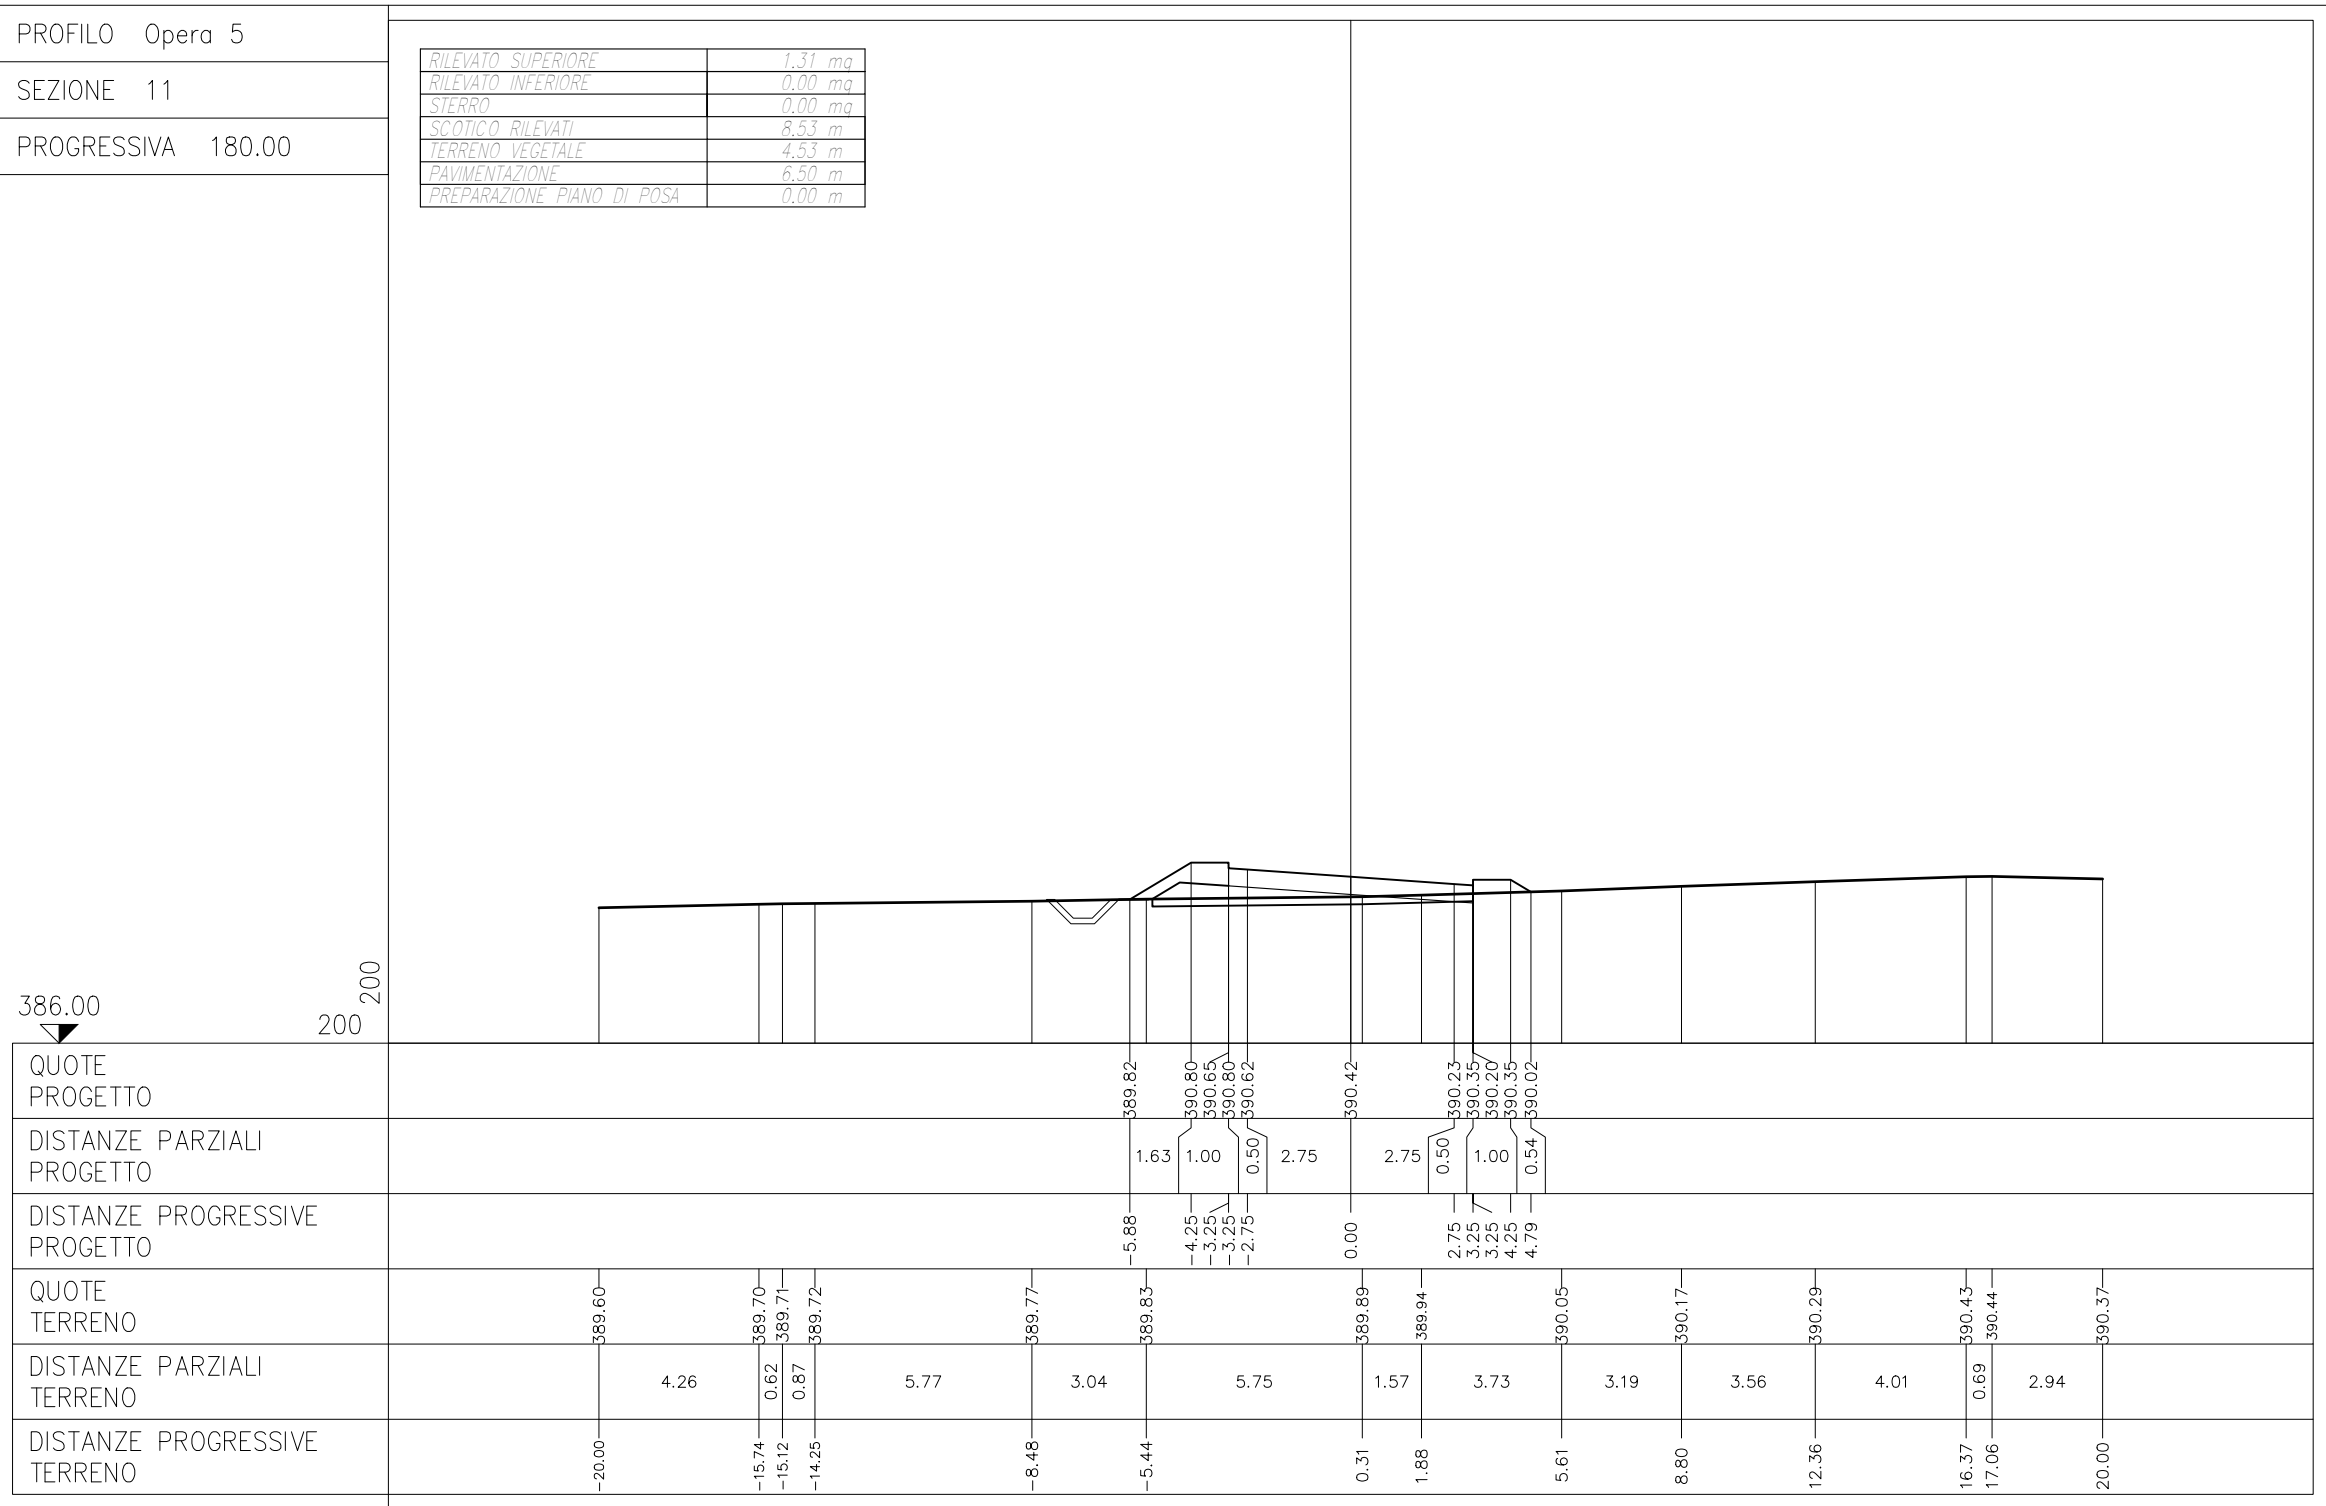 PROFILO Opera 5
SEZIONE 11
PROGRESSIVA 180.00
RILEVATO SUPERIORE 1.31 mq
RILEVATO INFERIORE 0.00 mq
STERRO 0.00 mq
SCOTICO RILEVATI 8.53 m
TERRENO VEGETALE 4.53 m
PAVIMENTAZIONE 6.50 m
PREPARAZIONE PIANO DI POSA 0.00 m
200
386.00
200
QUOTE
PROGETTO
389.82 390.80 390.65 390.80 390.62 390.42 390.23 390.35 390.20 390.35 390.02
DISTANZE PARZIALI
PROGETTO
1.63 1.00 0.50 2.75 2.75 0.50 1.00 0.54
DISTANZE PROGRESSIVE
PROGETTO
-5.88 -4.25 -3.25 -3.25 -2.75 0.00 2.75 3.25 3.25 4.25 4.79
QUOTE
TERRENO
389.60 389.70 389.71 389.72 389.77 389.83 389.89 389.94 390.05 390.17 390.29 390.43 390.44 390.37
DISTANZE PARZIALI
TERRENO
4.26 0.62 0.87 5.77 3.04 5.75 1.57 3.73 3.19 3.56 4.01 0.69 2.94
DISTANZE PROGRESSIVE
TERRENO
-20.00 -15.74 -15.12 -14.25 -8.48 -5.44 0.31 1.88 5.61 8.80 12.36 16.37 17.06 20.00